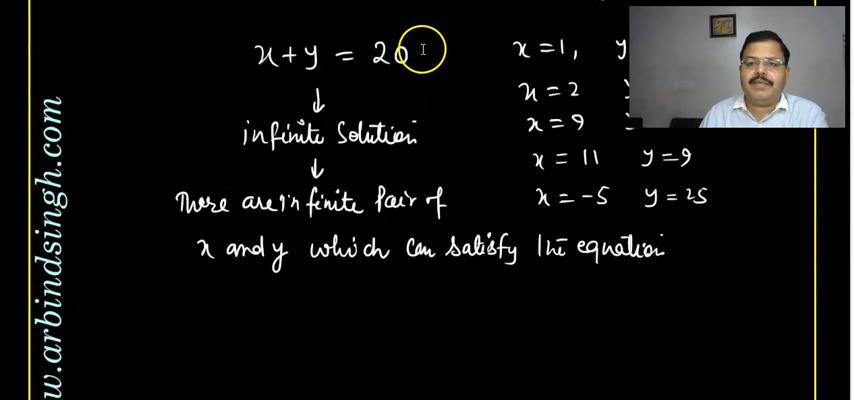 x + y = 20
x = 1, y
↓
x = 2
infinite solution
x = 9
↓
x = 11 y = 9
There are infinite Pair of
x = -5 y = 25
x and y which can satisfy the equation
w.arbindsingh.com